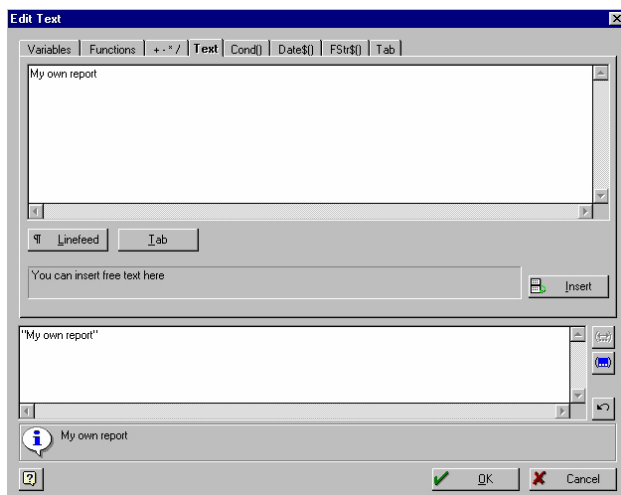 Edit Text
Variables Functions + - * / Text Cond() Date$() FStr$() Tab
My own report
¶ Linefeed Tab
You can insert free text here
Insert
"My own report"
My own report
OK Cancel